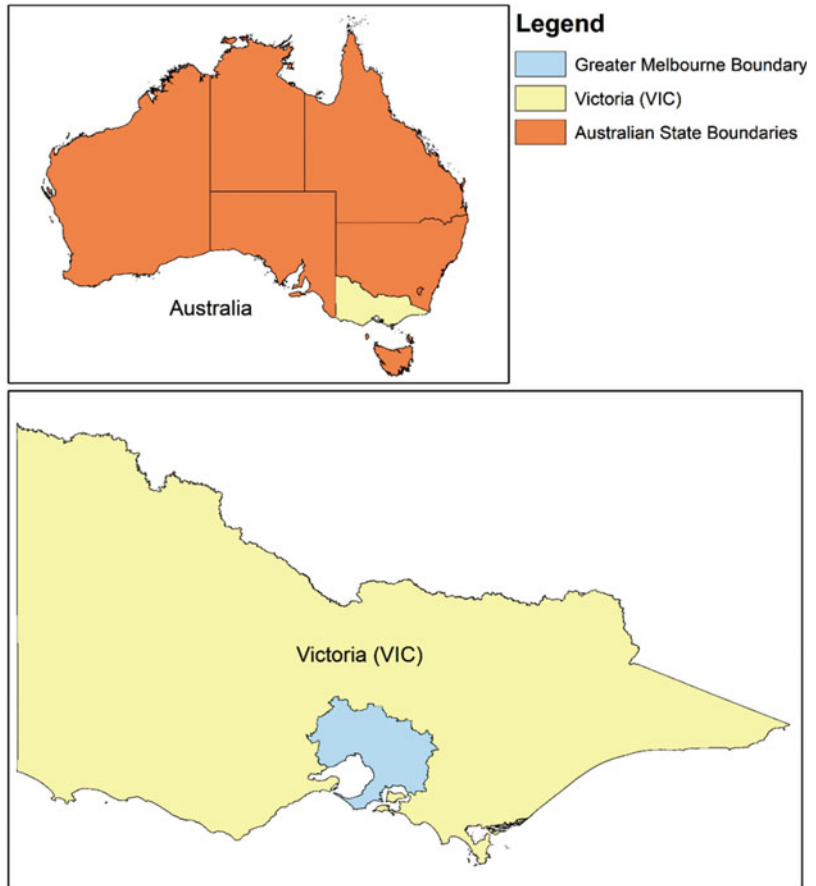 Legend
Greater Melbourne Boundary
Victoria (VIC)
Australian State Boundaries
Australia
Victoria (VIC)